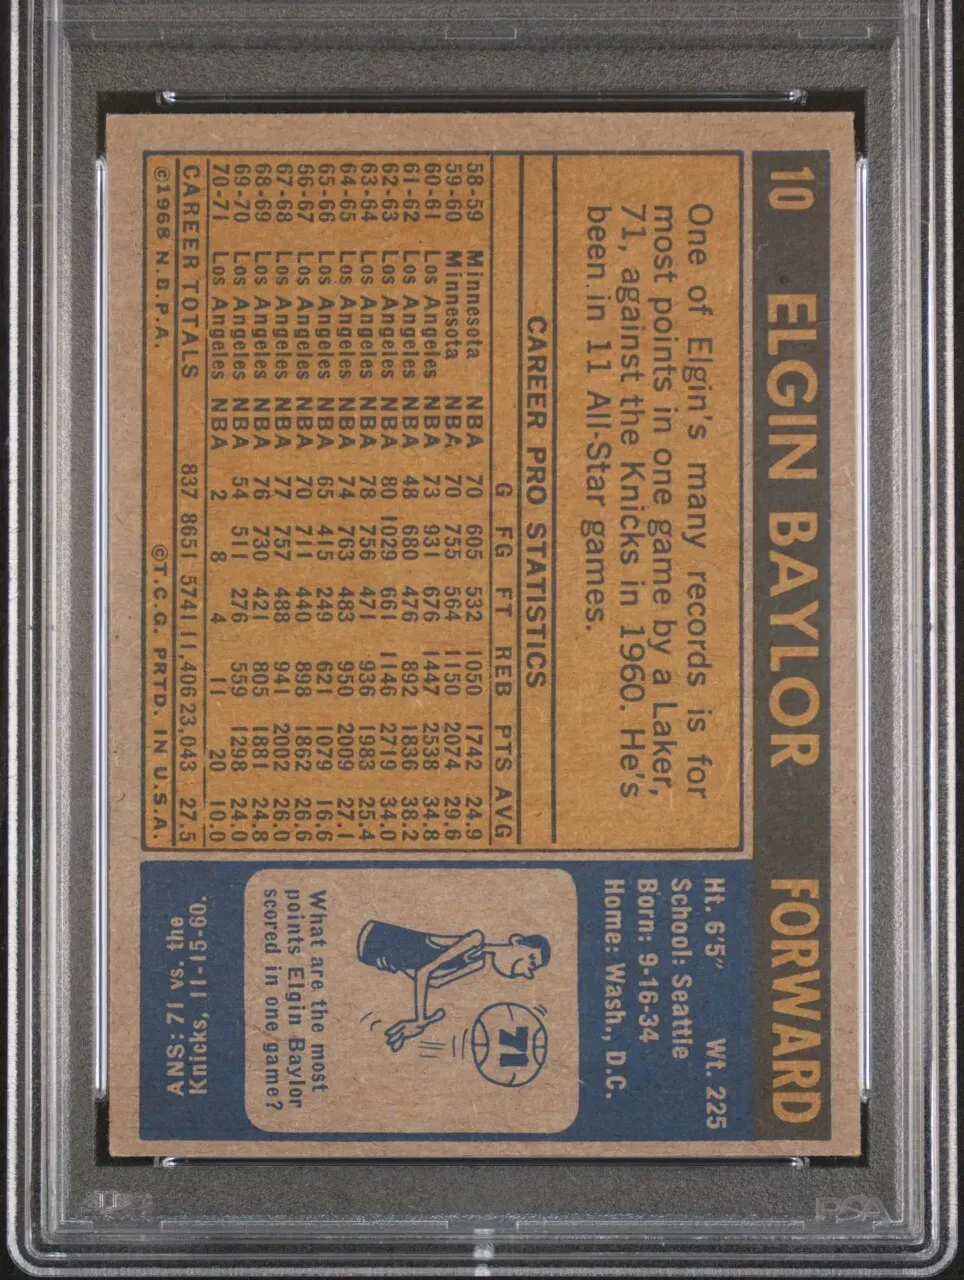 10 ELGIN BAYLOR FORWARD
One of Elgin's many records is for
most points in one game by a Laker,
71, against the Knicks in 1960. He's
been in 11 All-Star games.
CAREER PRO STATISTICS
G FG FT REB PTS AVG
58-59 Minnesota NBA 70 605 532 1050 1742 24.9
59-60 Minnesota NBA 70 755 564 1150 2074 29.6
60-61 Los Angeles NBA 73 931 676 1447 2538 34.8
61-62 Los Angeles NBA 48 680 476 892 1836 38.2
62-63 Los Angeles NBA 80 1029 661 1146 2719 34.0
63-64 Los Angeles NBA 78 756 471 936 1983 25.4
64-65 Los Angeles NBA 74 763 483 950 2009 27.1
65-66 Los Angeles NBA 65 415 249 621 1079 16.6
66-67 Los Angeles NBA 70 711 440 898 1862 26.6
67-68 Los Angeles NBA 77 757 488 941 2002 26.0
68-69 Los Angeles NBA 76 730 421 805 1881 24.8
69-70 Los Angeles NBA 54 511 276 559 1298 24.0
70-71 Los Angeles NBA 2 8 4 11 20 10.0
CAREER TOTALS 837 8651 5741 11,406 23,043 27.5
©1968 N.B.P.A. ©T.C.G. PRTD. IN U.S.A.
Ht. 6'5" Wt. 225
School: Seattle
Born: 9-16-34
Home: Wash., D.C.
71
What are the most
points Elgin Baylor
scored in one game?
ANS: 71 vs. the
Knicks, 11-15-60.
PSA